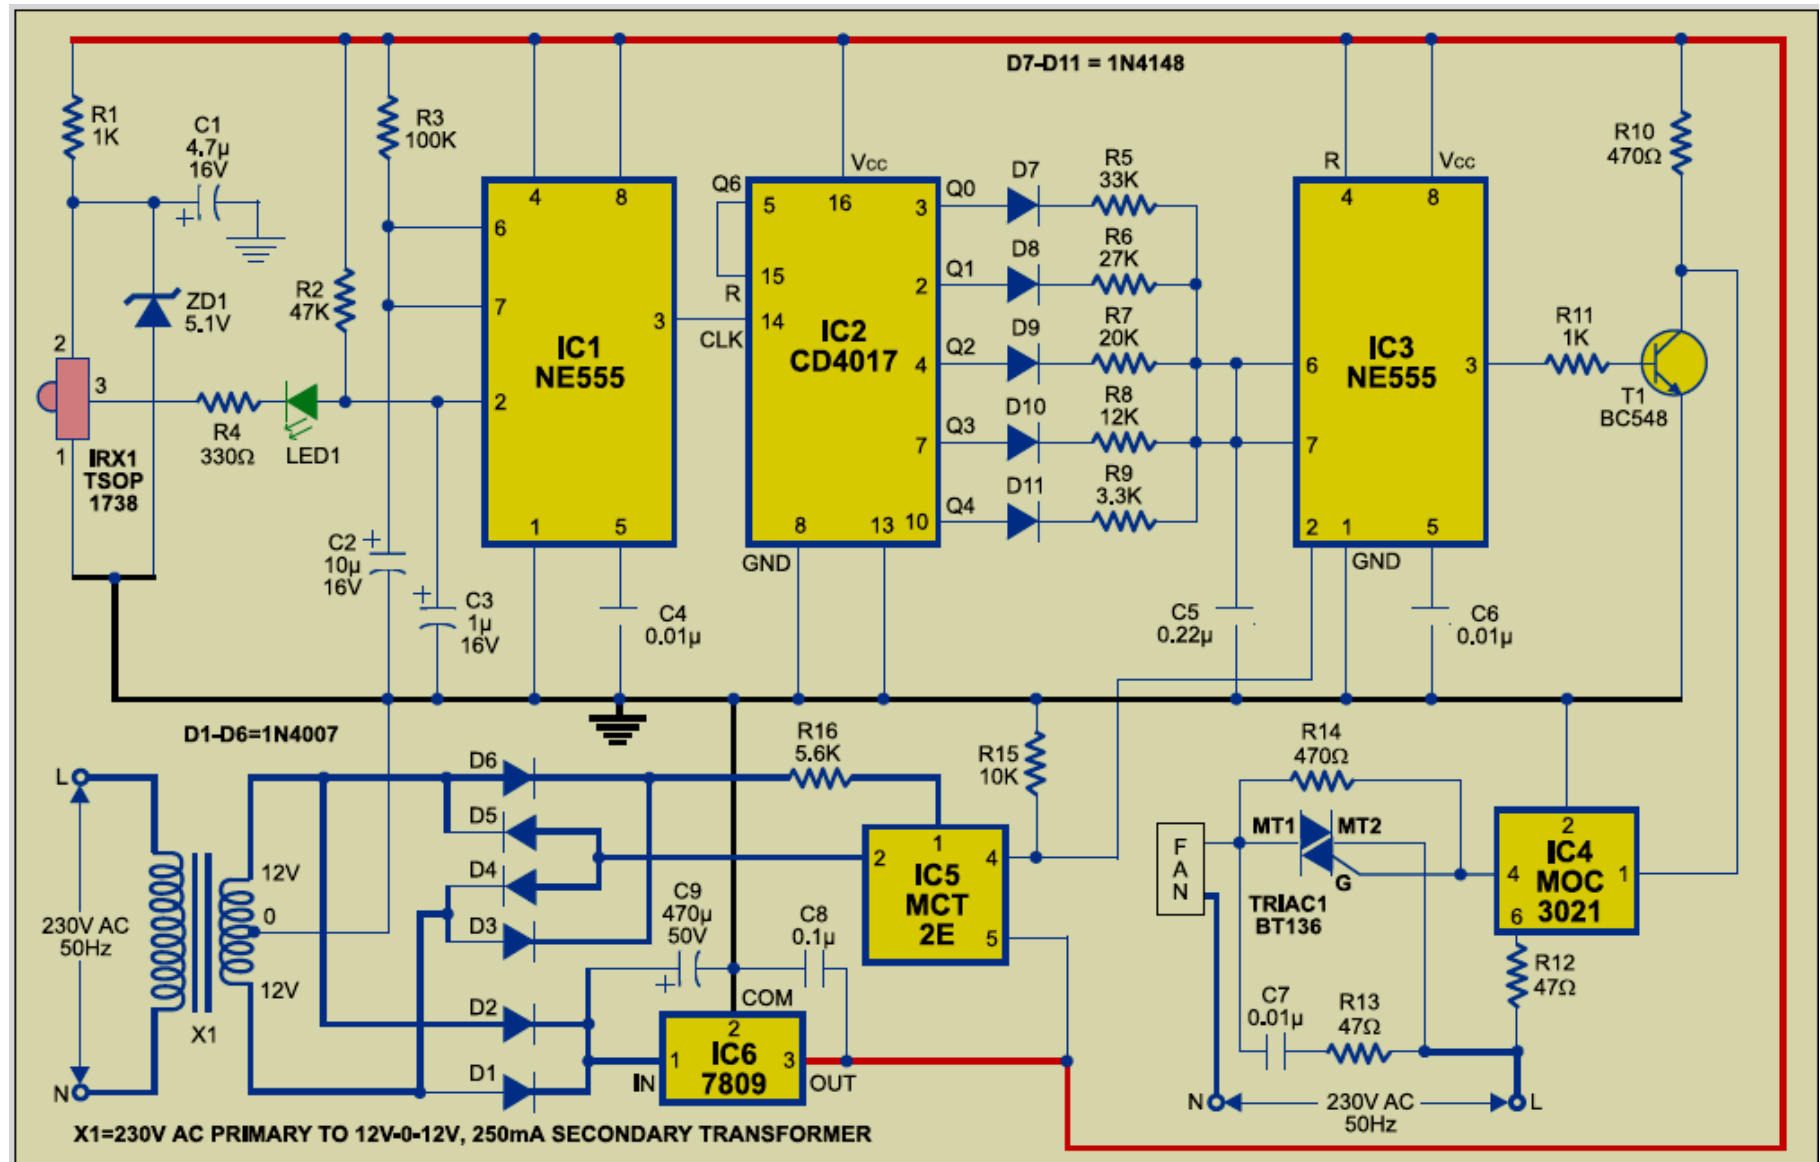 D7–D11 = 1N4148
R1
1K
C1
4.7µ
16V
+
R3
100K
R10
470Ω
ZD1
5.1V
R2
47K
2
3
1
IRX1
TSOP
1738
R4
330Ω
LED1
4
8
6
7
2
3
IC1
NE555
1
5
C2
10µ
16V
+
C3
1µ
16V
+
C4
0.01µ
Vcc
Q6
5
16
15
R
14
CLK
IC2
CD4017
8
13
GND
3
Q0
2
Q1
4
Q2
7
Q3
10
Q4
D7
D8
D9
D10
D11
R5
33K
R6
27K
R7
20K
R8
12K
R9
3.3K
R
Vcc
4
8
6
7
3
IC3
NE555
2
1
5
GND
R11
1K
T1
BC548
C5
0.22µ
C6
0.01µ
D1-D6=1N4007
L
230V AC
50Hz
N
X1
12V
0
12V
D6
D5
D4
D3
D2
D1
R16
5.6K
R15
10K
1
2
4
5
IC5
MCT
2E
C9
470µ
50V
+
C8
0.1µ
COM
2
1
3
IC6
7809
IN
OUT
R14
470Ω
FAN
MT1
MT2
G
TRIAC1
BT136
2
4
1
6
IC4
MOC
3021
R12
47Ω
C7
0.01µ
R13
47Ω
N
230V AC
50Hz
L
X1=230V AC PRIMARY TO 12V-0-12V, 250mA SECONDARY TRANSFORMER